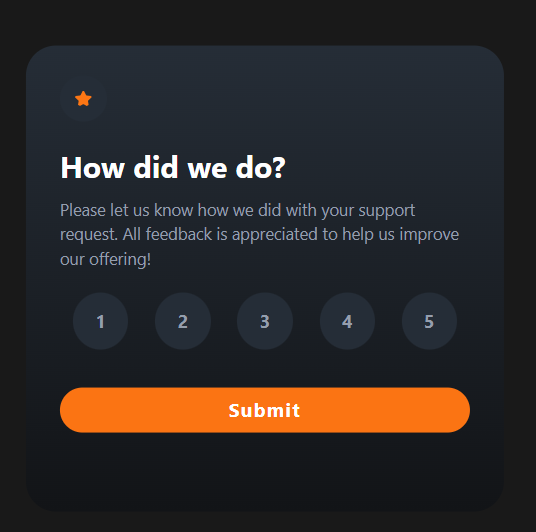 How did we do?
Please let us know how we did with your support
request. All feedback is appreciated to help us improve
our offering!
1 2 3 4 5
Submit